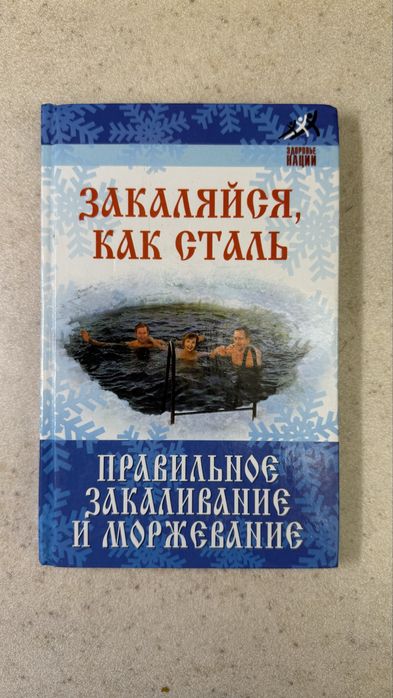 ЗДОРОВЬЕ
НАЦИИ
ЗАКАЛЯЙСЯ,
КАК СТАЛЬ
ПРАВИЛЬНОЕ
ЗАКАЛИВАНИЕ
И МОРЖЕВАНИЕ